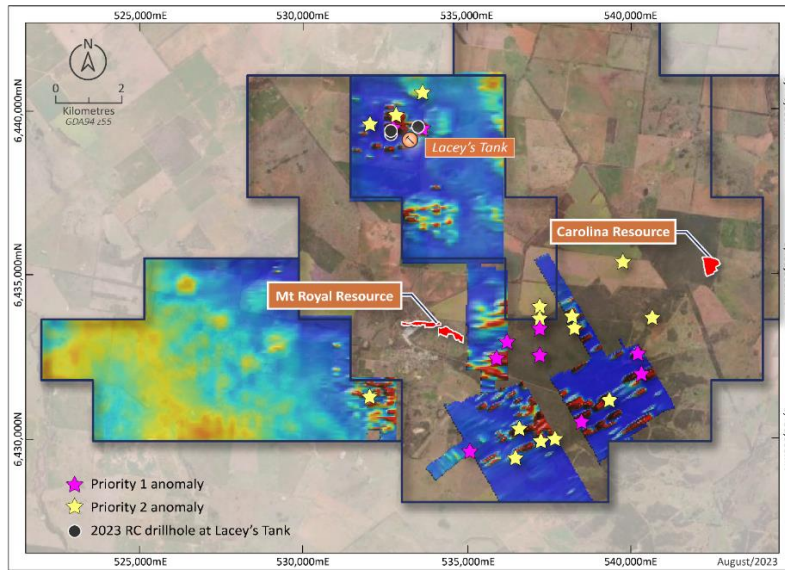 525,000mE 530,000mE 535,000mE 540,000mE
N
0 2
Kilometres
GDA94 z55
6,440,000mN
Lacey's Tank
Carolina Resource
6,435,000mN
Mt Royal Resource
6,430,000mN
Priority 1 anomaly
Priority 2 anomaly
2023 RC drillhole at Lacey's Tank
525,000mE 530,000mE 535,000mE 540,000mE
August/2023